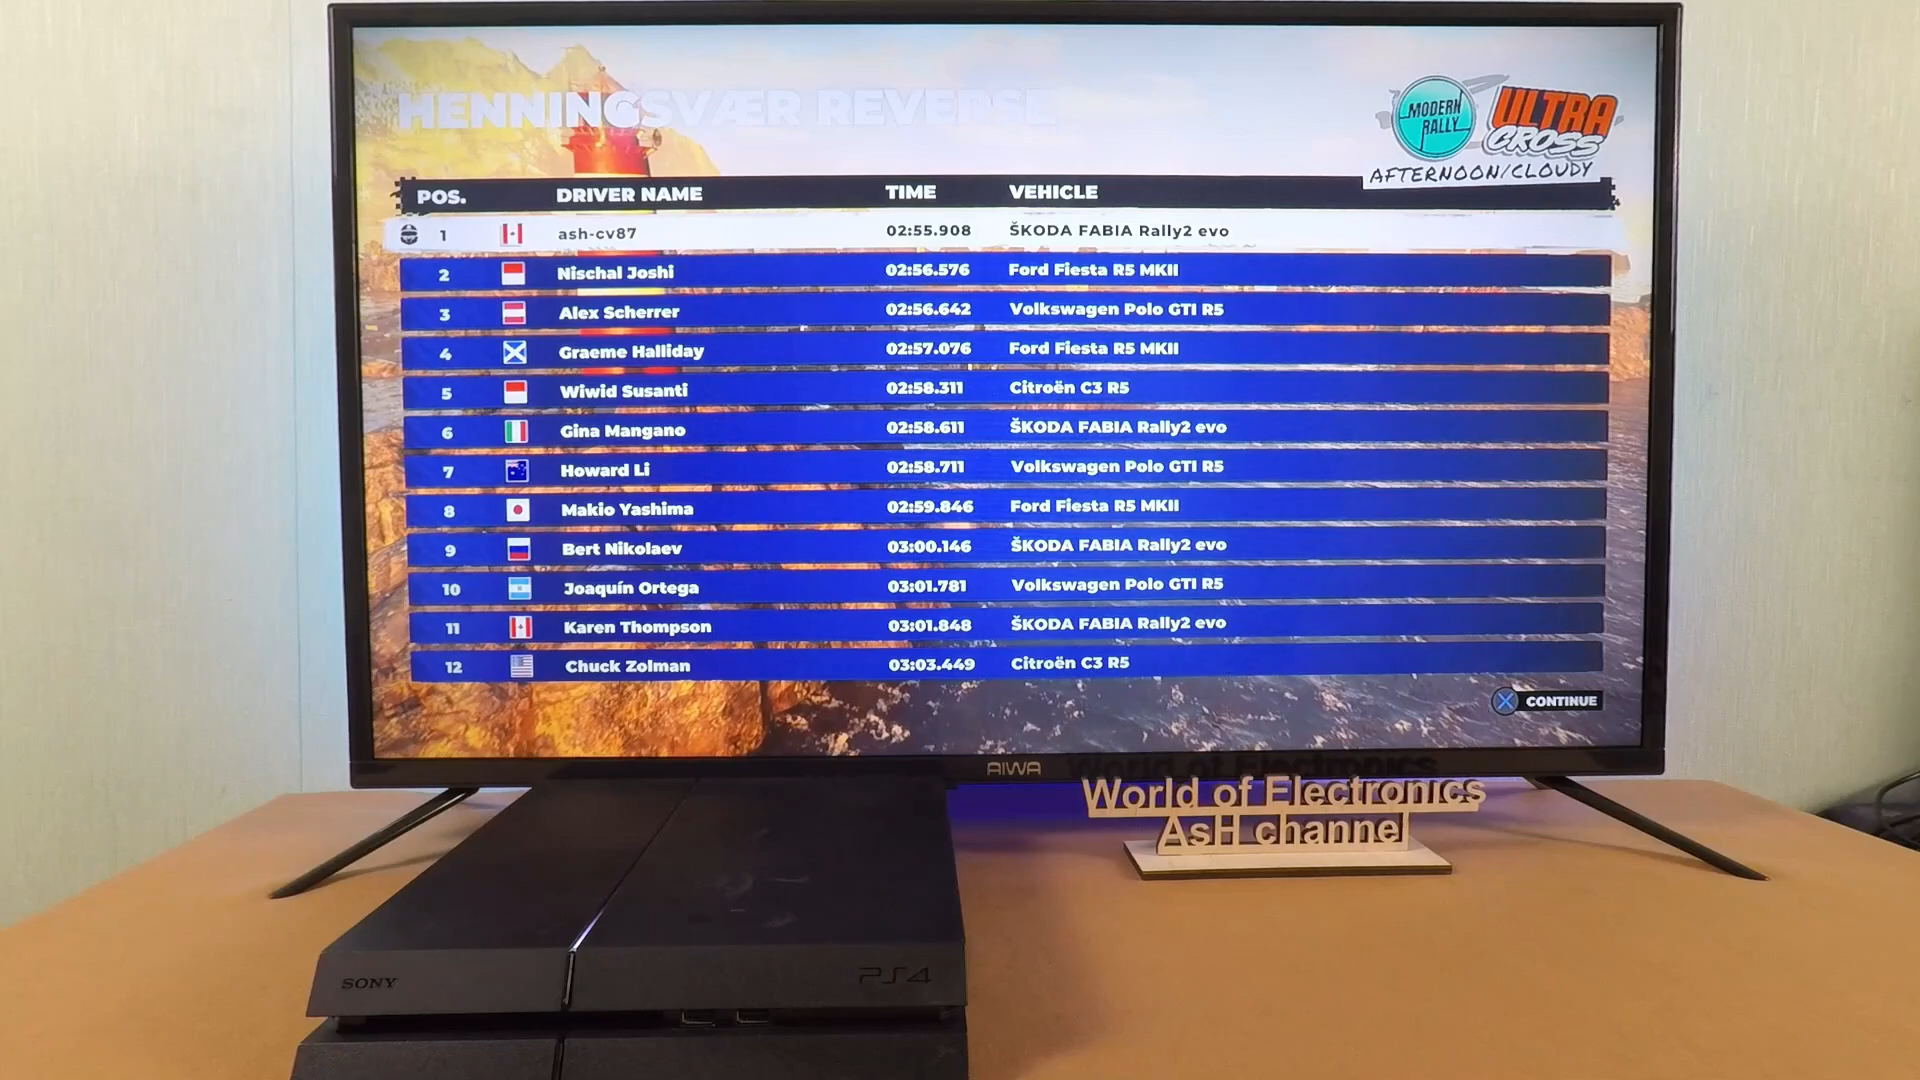 HENNINGSVÆR REVERSE
MODERN RALLY
ULTRA CROSS
AFTERNOON/CLOUDY
POS. DRIVER NAME TIME VEHICLE
1 ash-cv87 02:55.908 ŠKODA FABIA Rally2 evo
2 Nischal Joshi 02:56.576 Ford Fiesta R5 MKII
3 Alex Scherrer 02:56.642 Volkswagen Polo GTI R5
4 Graeme Halliday 02:57.076 Ford Fiesta R5 MKII
5 Wiwid Susanti 02:58.311 Citroën C3 R5
6 Gina Mangano 02:58.611 ŠKODA FABIA Rally2 evo
7 Howard Li 02:58.711 Volkswagen Polo GTI R5
8 Makio Yashima 02:59.846 Ford Fiesta R5 MKII
9 Bert Nikolaev 03:00.146 ŠKODA FABIA Rally2 evo
10 Joaquín Ortega 03:01.781 Volkswagen Polo GTI R5
11 Karen Thompson 03:01.848 ŠKODA FABIA Rally2 evo
12 Chuck Zolman 03:03.449 Citroën C3 R5
CONTINUE
AIWA
World of Electronics
AsH channel
SONY PS4